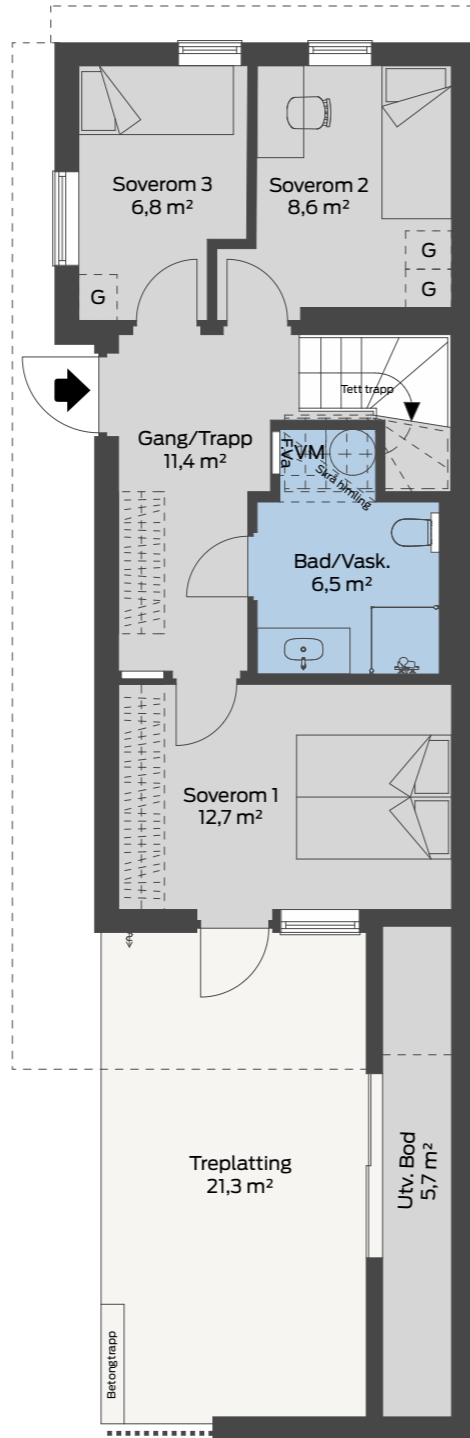 Soverom 3
6,8 m²
Soverom 2
8,6 m²
G
G
G
Tett trapp
Gang/Trapp
11,4 m²
F.Va
VM
Skrå himling
Bad/Vask.
6,5 m²
Soverom 1
12,7 m²
Treplatting
21,3 m²
Utv. Bod
5,7 m²
Betongtrapp